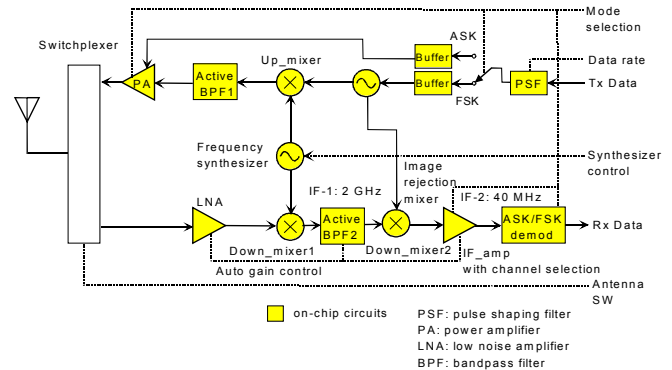 Mode
selection
Switchplexer
Up_mixer
ASK
Buffer
Data rate
PA
Active
BPF1
Buffer
PSF
Tx Data
FSK
Frequency
synthesizer
Image
rejection
mixer
Synthesizer
control
LNA
IF-1: 2 GHz
IF-2: 40 MHz
Active
BPF2
ASK/FSK
demod
Rx Data
Down_mixer1
Down_mixer2
IF_amp
with channel selection
Auto gain control
Antenna
SW
on-chip circuits
PSF: pulse shaping filter
PA: power amplifier
LNA: low noise amplifier
BPF: bandpass filter